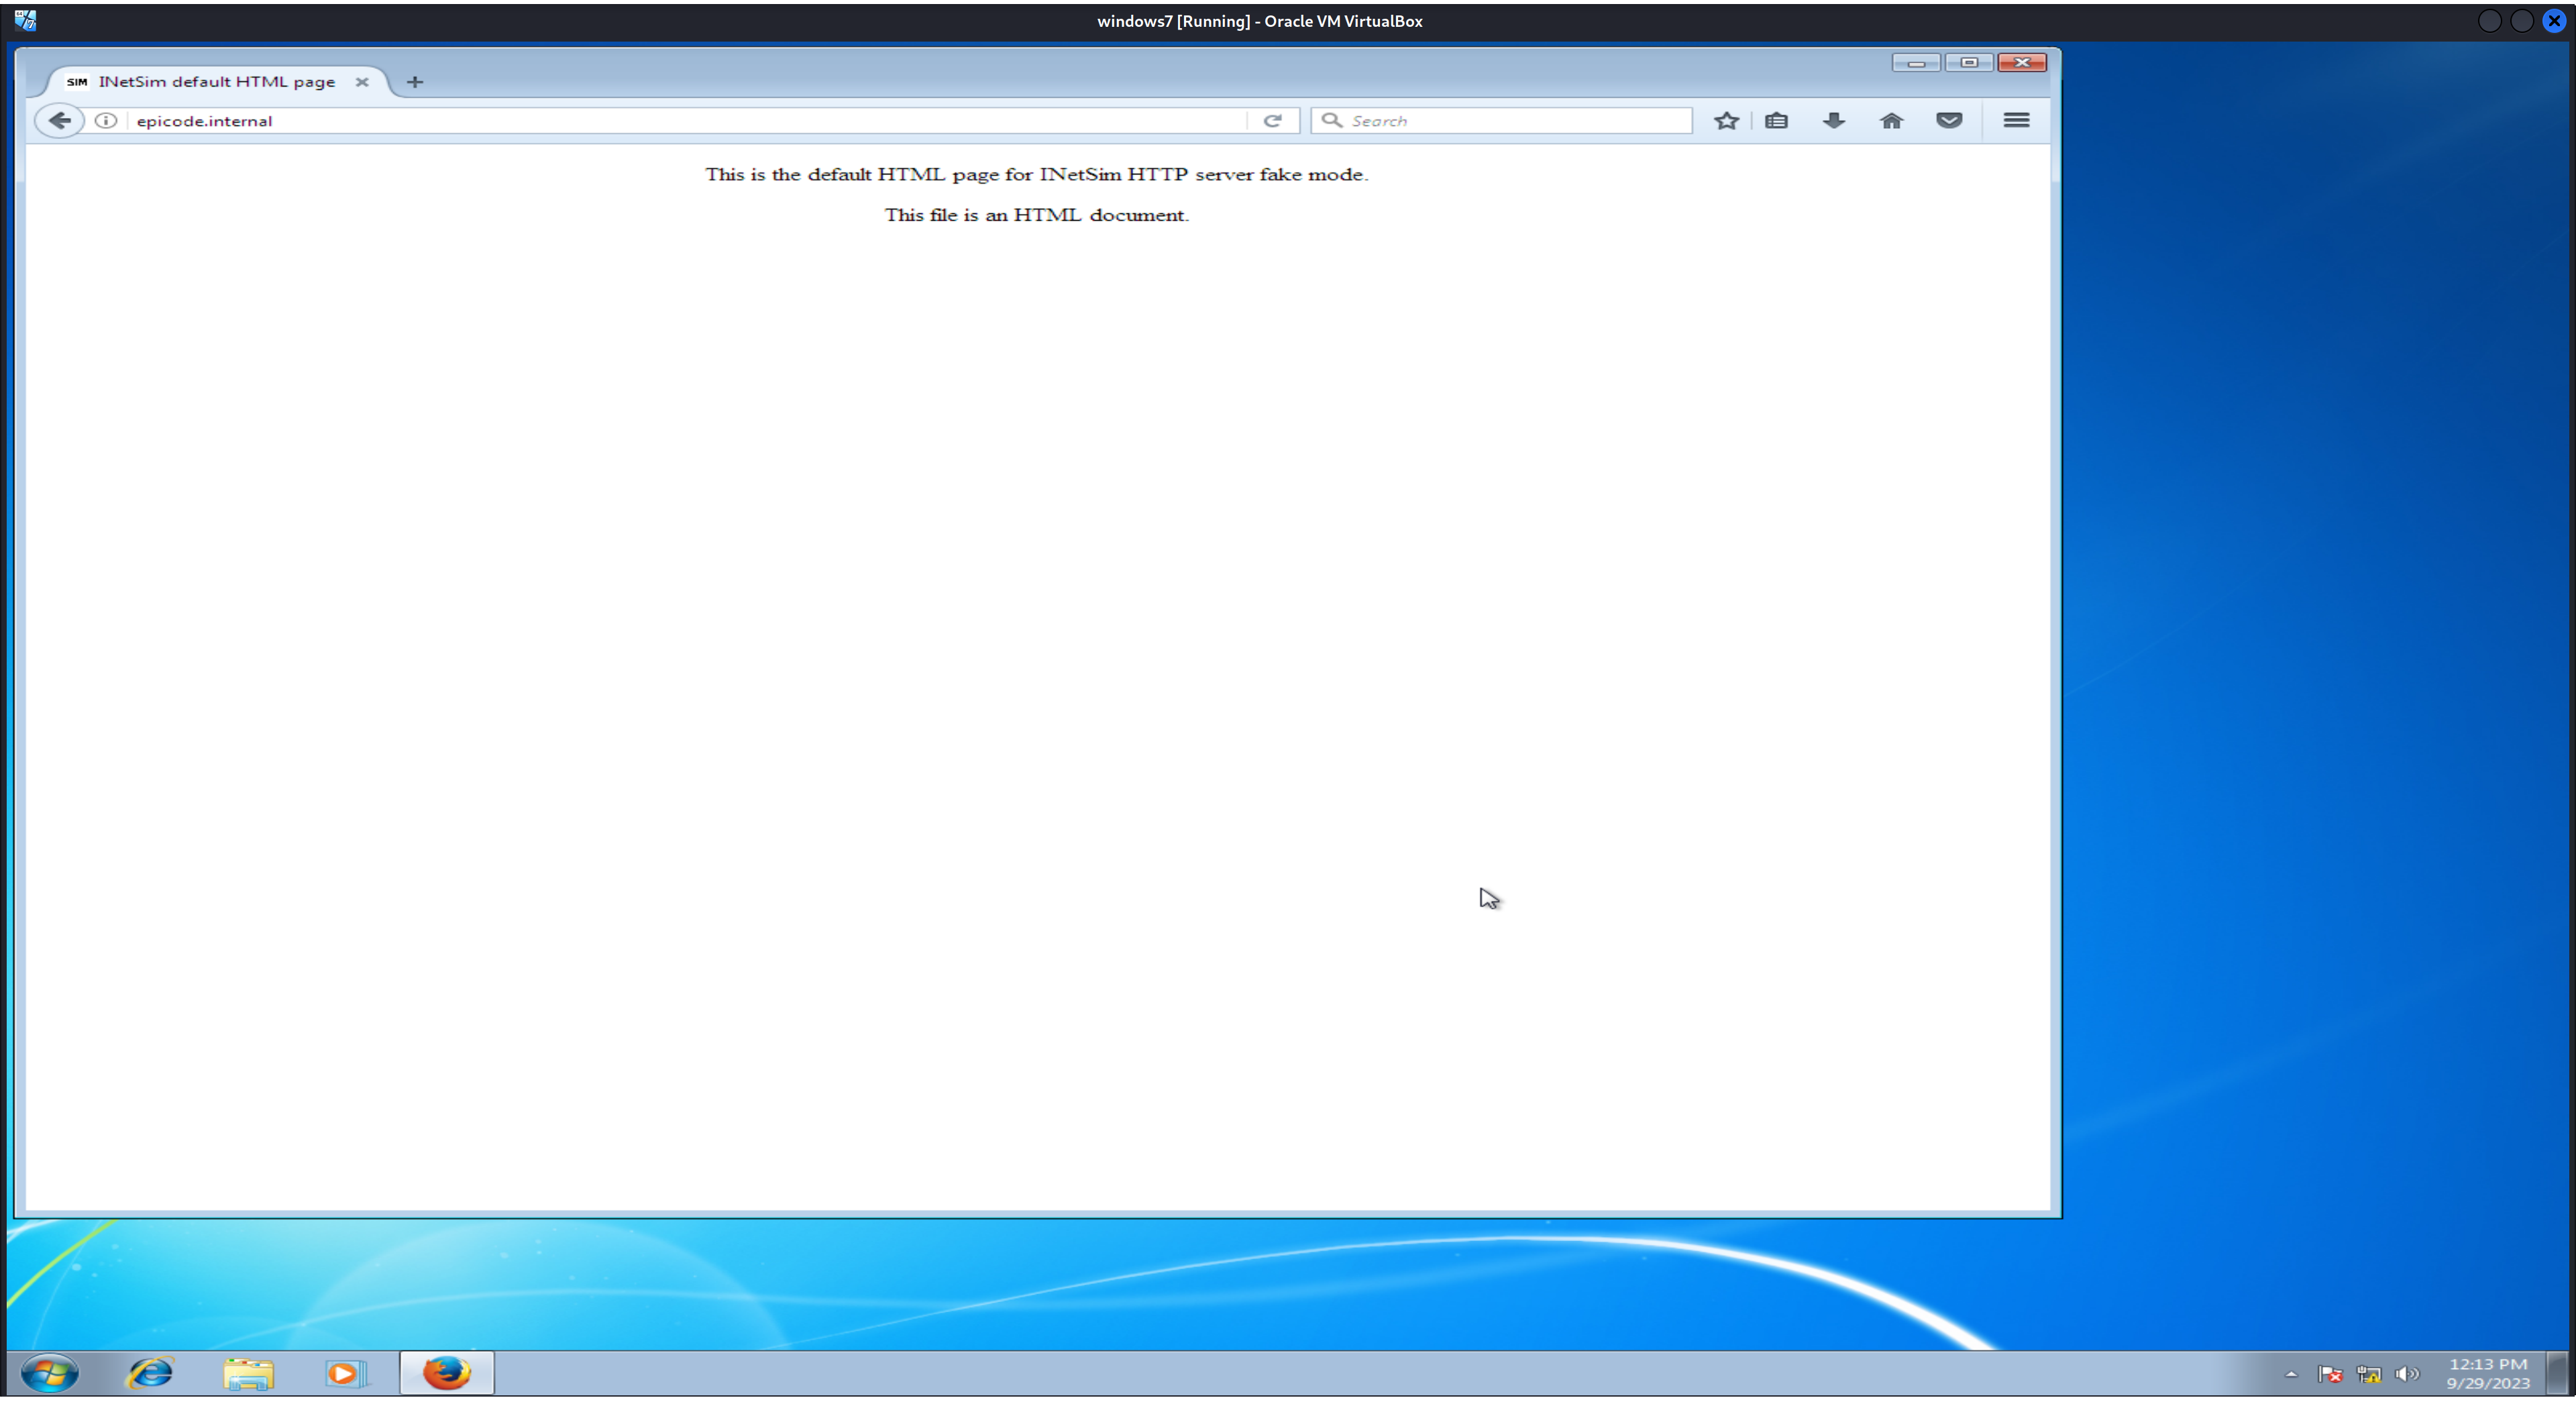 windows7 [Running] - Oracle VM VirtualBox
SIM INetSim default HTML page
epicode.internal
Search
This is the default HTML page for INetSim HTTP server fake mode.
This file is an HTML document.
12:13 PM
9/29/2023